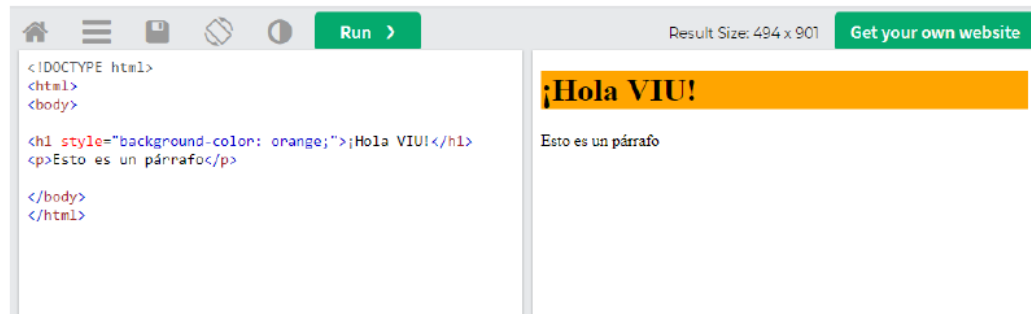 Run ❯
Result Size: 494 x 901
Get your own website
<!DOCTYPE html>
<html>
<body>
<h1 style="background-color: orange;">¡Hola VIU!</h1>
<p>Esto es un párrafo</p>
</body>
</html>
¡Hola VIU!
Esto es un párrafo